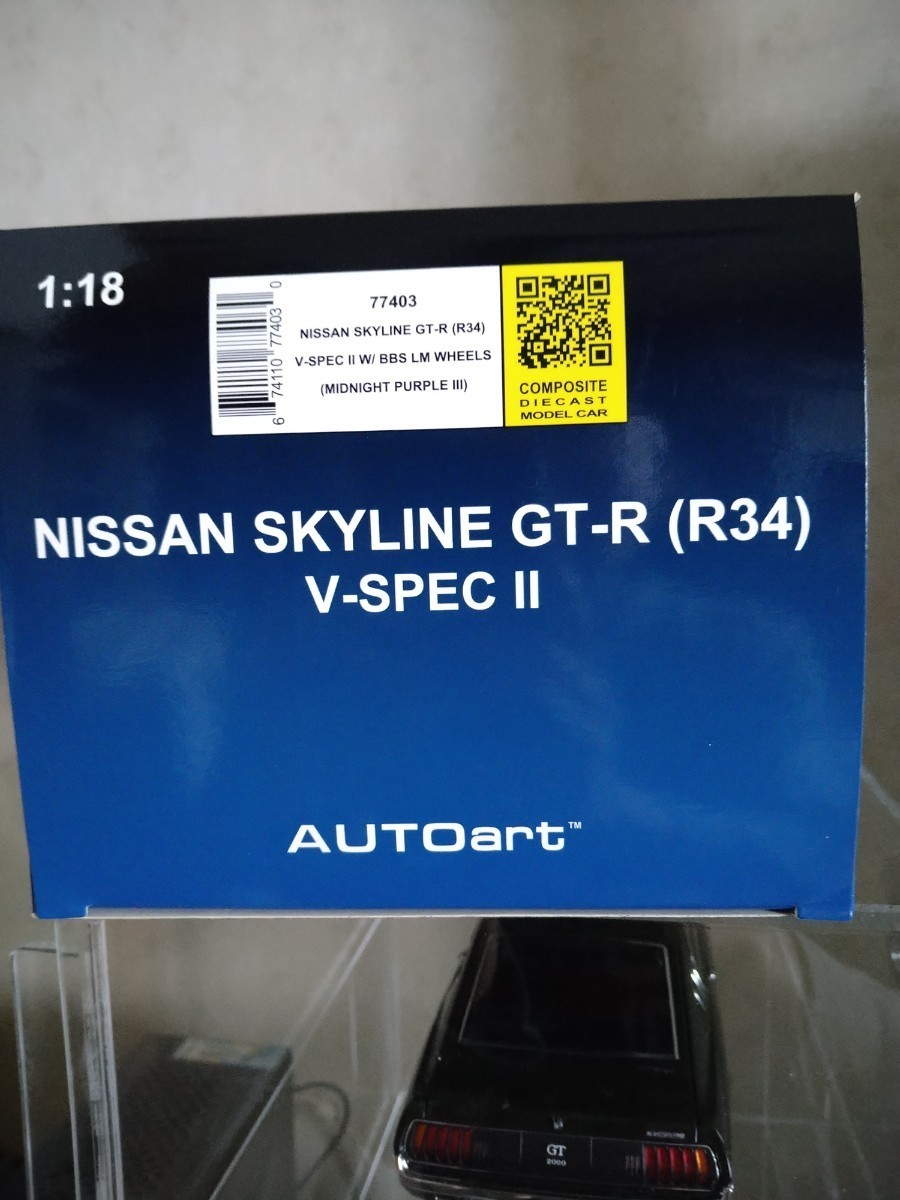 1:18
6 74110 77403 0
77403
NISSAN SKYLINE GT-R (R34)
V-SPEC II W/ BBS LM WHEELS
(MIDNIGHT PURPLE III)
COMPOSITE
DIECAST
MODEL CAR
NISSAN SKYLINE GT-R (R34)
V-SPEC II
AUTOart™
GT
2000